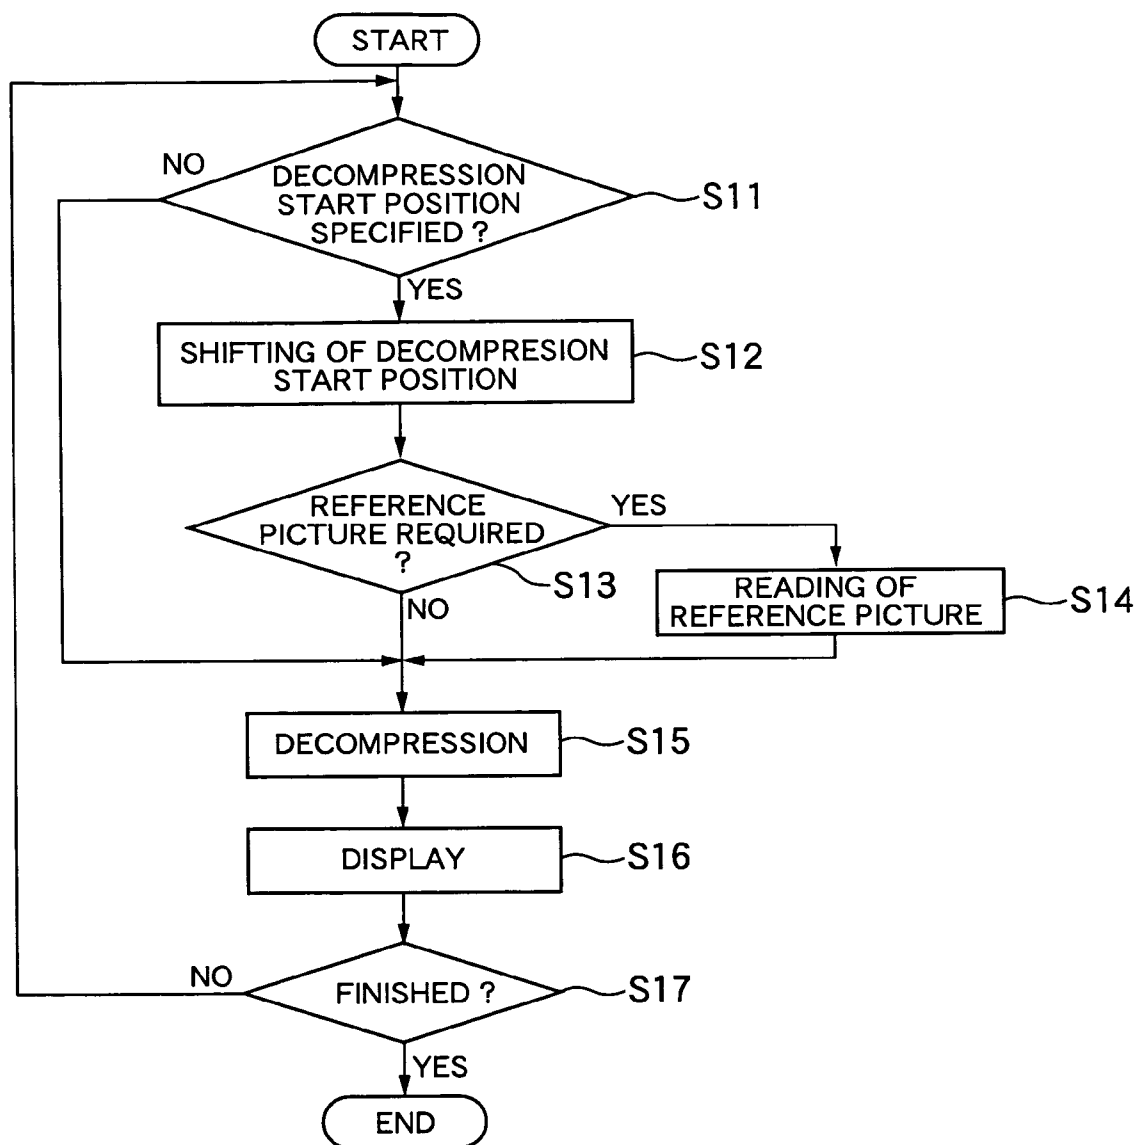 START
NO
DECOMPRESSION
START POSITION
SPECIFIED ?
S11
YES
SHIFTING OF DECOMPRESION
START POSITION
S12
REFERENCE
PICTURE REQUIRED
?
YES
S13
NO
READING OF
REFERENCE PICTURE
S14
DECOMPRESSION
S15
DISPLAY
S16
NO
FINISHED ?
S17
YES
END